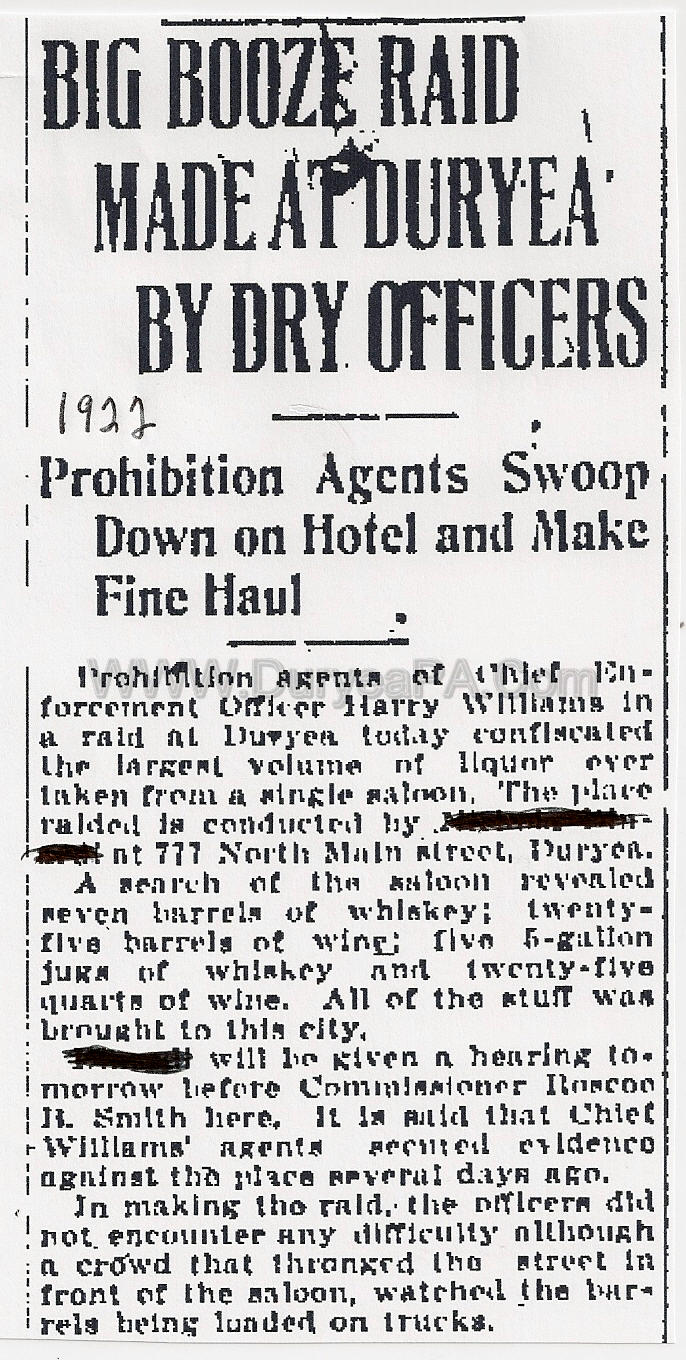 BIG BOOZE RAID
MADE AT DURYEA
BY DRY OFFICERS
1922
Prohibition Agents Swoop
Down on Hotel and Make
Fine Haul
WWW.DuryeaPA.Com
Prohibition agents of Chief En-
forcement Officer Harry Williams in
a raid at Duryea today confiscated
the largest volume of liquor ever
taken from a single saloon. The place
raided is conducted by
at 777 North Main street, Duryea.
A search of the saloon revealed
seven barrels of whiskey; twenty-
five barrels of wine; five 5-gallon
jugs of whiskey and twenty-five
quarts of wine. All of the stuff was
brought to this city.
will be given a hearing to-
morrow before Commissioner Roscoe
B. Smith here. It is said that Chief
Williams' agents secured evidence
against the place several days ago.
In making the raid, the officers did
not encounter any difficulty although
a crowd that thronged the street in
front of the saloon, watched the bar-
rels being loaded on trucks.